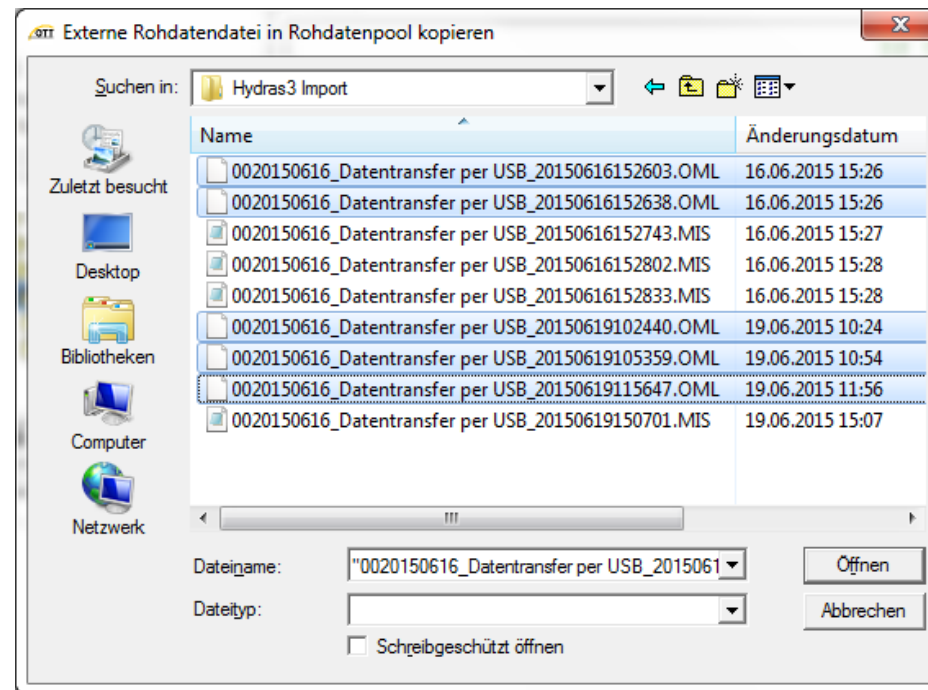 OTT Externe Rohdatendatei in Rohdatenpool kopieren
Suchen in: Hydras3 Import
Name Änderungsdatum
0020150616_Datentransfer per USB_20150616152603.OML 16.06.2015 15:26
0020150616_Datentransfer per USB_20150616152638.OML 16.06.2015 15:26
0020150616_Datentransfer per USB_20150616152743.MIS 16.06.2015 15:27
0020150616_Datentransfer per USB_20150616152802.MIS 16.06.2015 15:28
0020150616_Datentransfer per USB_20150616152833.MIS 16.06.2015 15:28
0020150616_Datentransfer per USB_20150619102440.OML 19.06.2015 10:24
0020150616_Datentransfer per USB_20150619105359.OML 19.06.2015 10:54
0020150616_Datentransfer per USB_20150619115647.OML 19.06.2015 11:56
0020150616_Datentransfer per USB_20150619150701.MIS 19.06.2015 15:07
Zuletzt besucht
Desktop
Bibliotheken
Computer
Netzwerk
Dateiname: "0020150616_Datentransfer per USB_2015061 Öffnen
Dateityp: Abbrechen
Schreibgeschützt öffnen